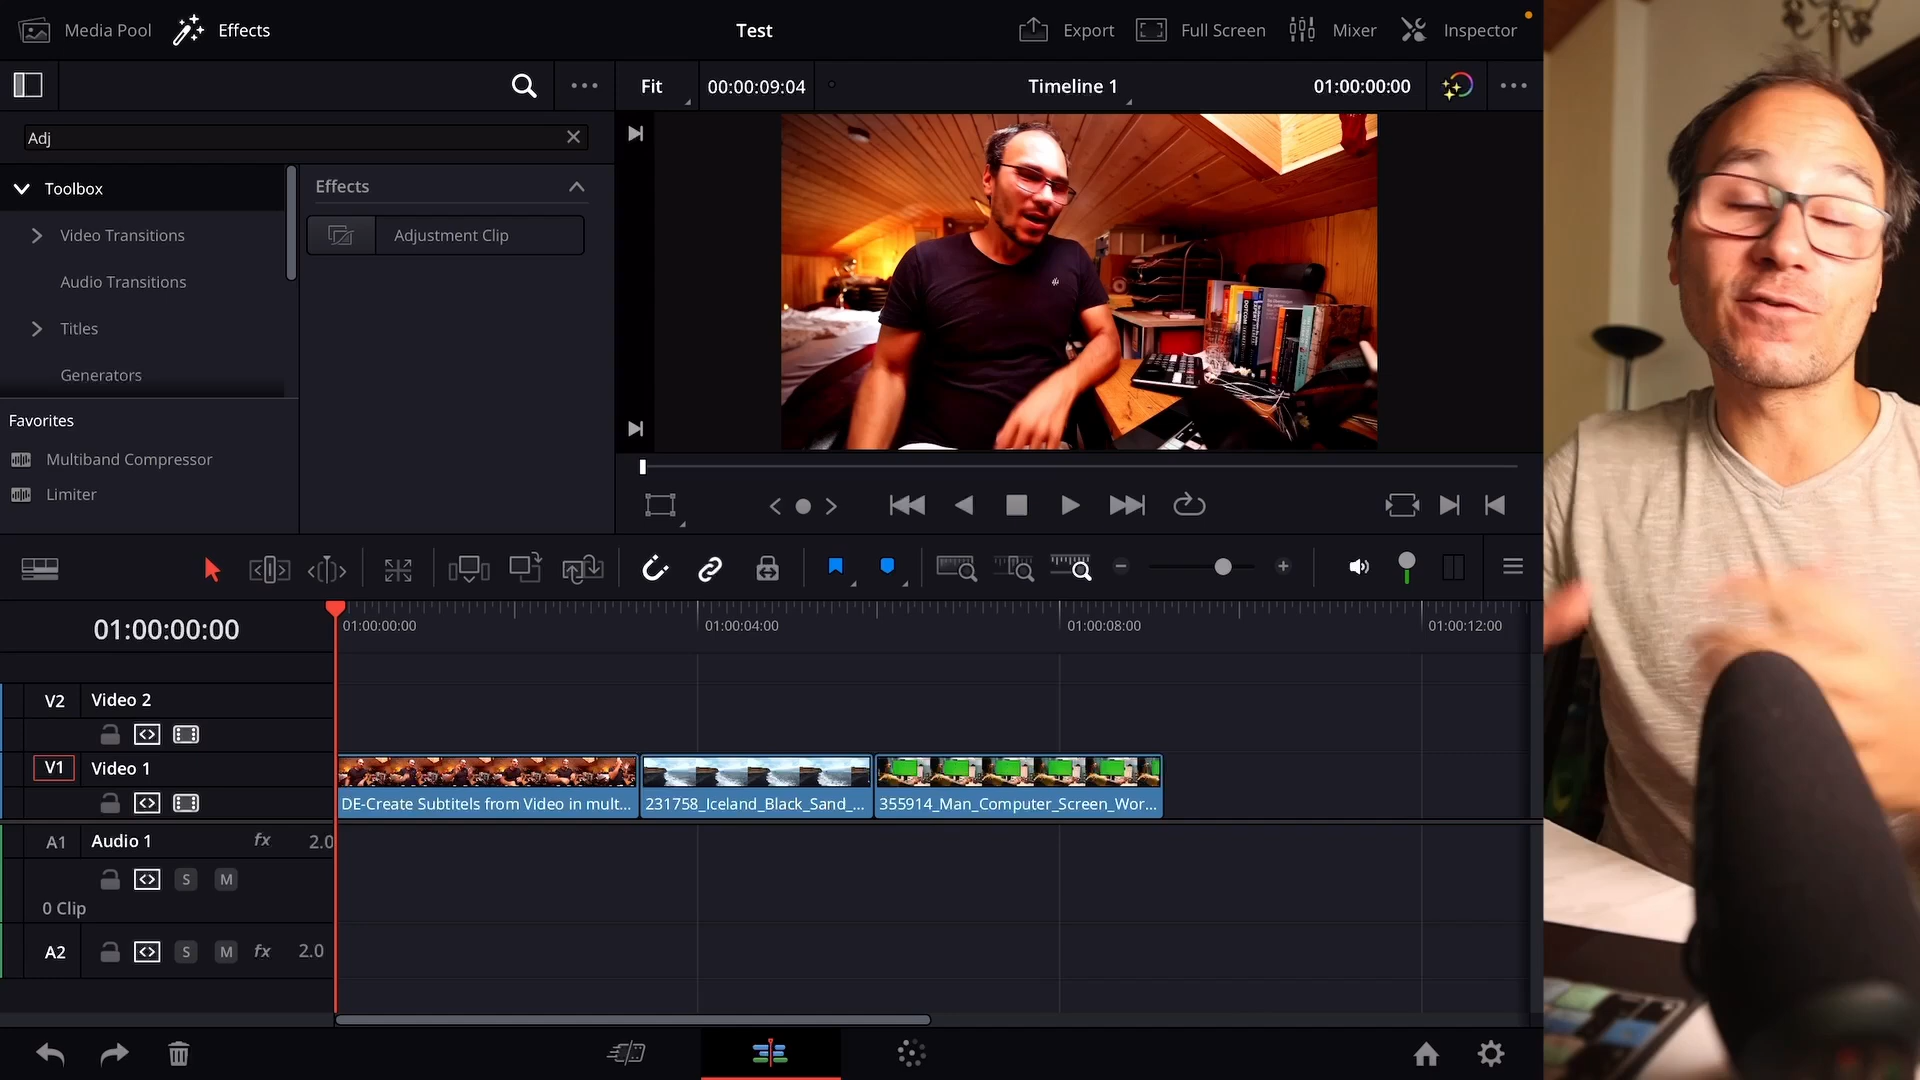 Media Pool
Effects
Test
Export
Full Screen
Mixer
Inspector
Fit
00:00:09:04
Timeline 1
01:00:00:00
Adj
Toolbox
Video Transitions
Audio Transitions
Titles
Generators
Effects
Adjustment Clip
Favorites
Multiband Compressor
Limiter
01:00:00:00
01:00:00:00
01:00:04:00
01:00:08:00
01:00:12:00
V2
Video 2
V1
Video 1
DE-Create Subtitels from Video in mult...
231758_Iceland_Black_Sand_...
355914_Man_Computer_Screen_Wor...
A1
Audio 1
fx
2.0
S
M
0 Clip
A2
S
M
fx
2.0